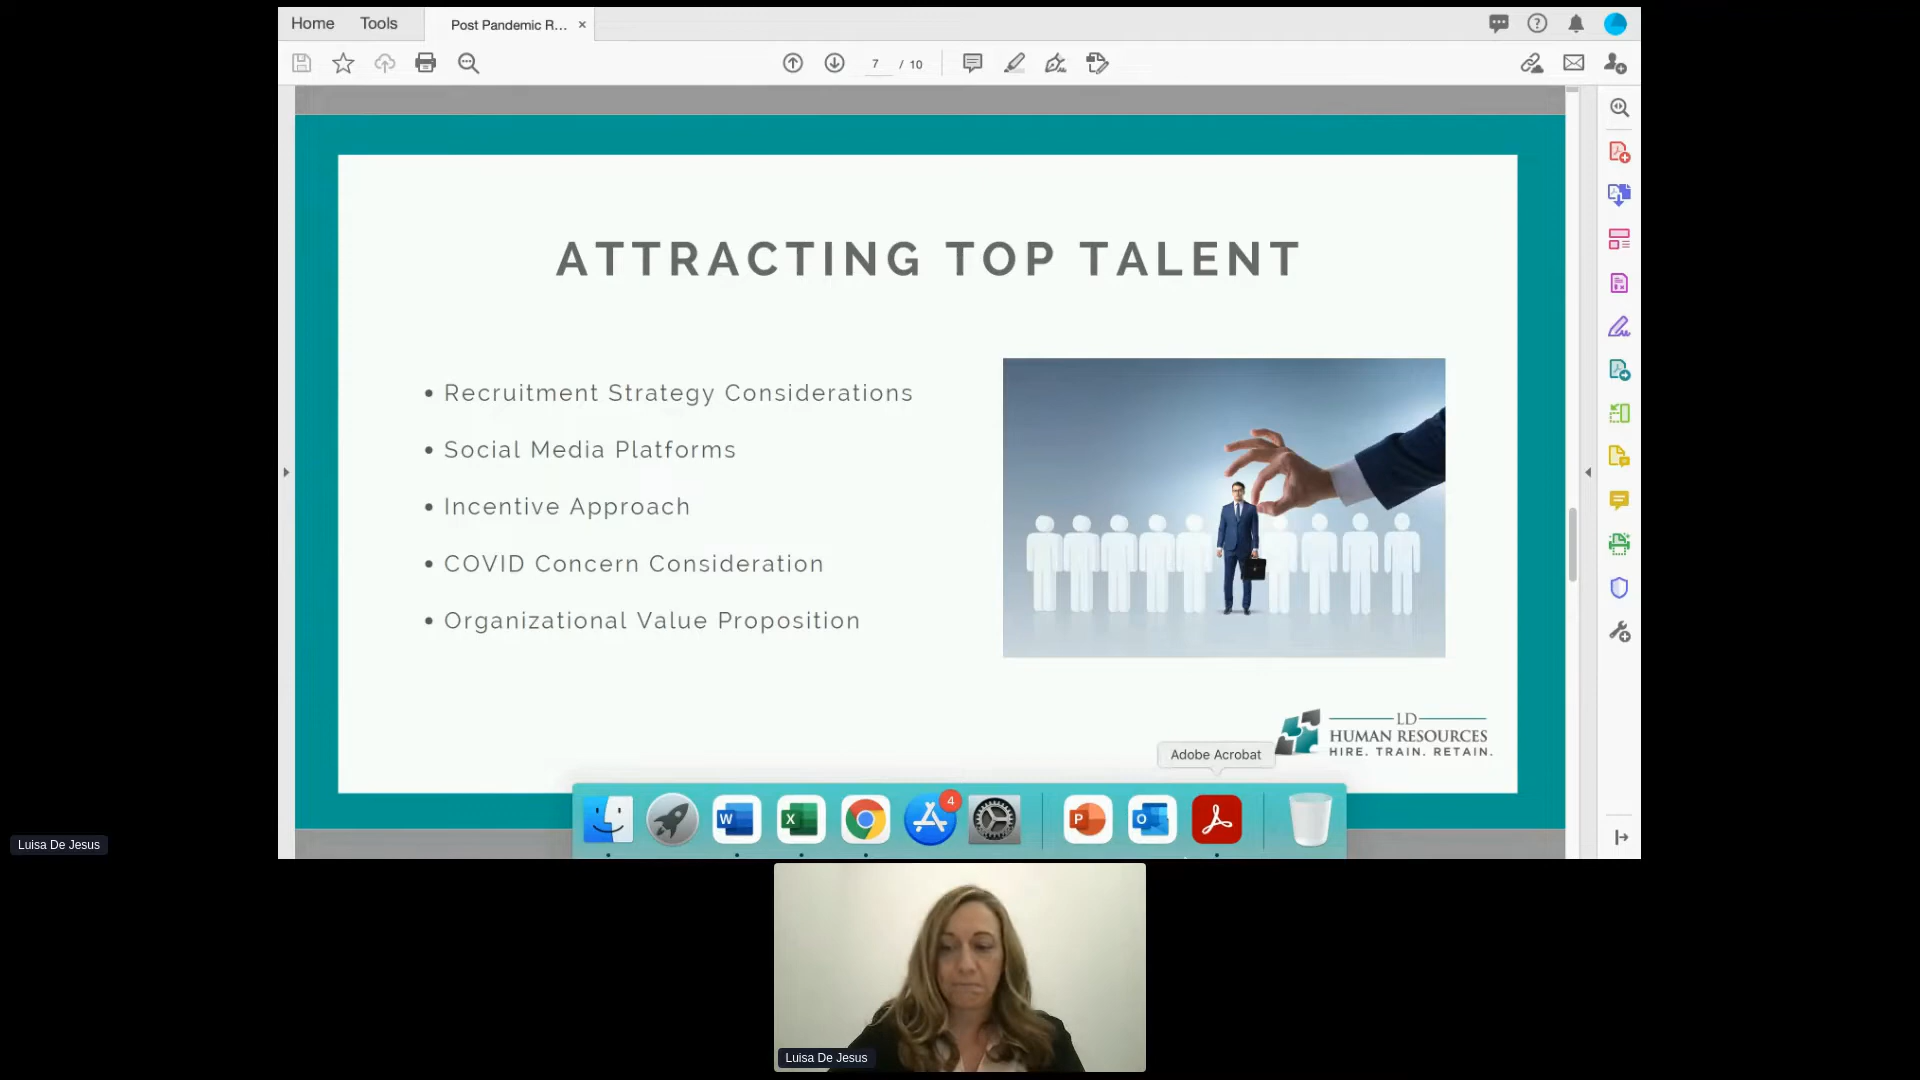 Home
Tools
Post Pandemic R...
7 / 10
ATTRACTING TOP TALENT
• Recruitment Strategy Considerations
• Social Media Platforms
• Incentive Approach
• COVID Concern Consideration
• Organizational Value Proposition
LD
HUMAN RESOURCES
HIRE. TRAIN. RETAIN.
Adobe Acrobat
W
X
4
P
O
Luisa De Jesus
Luisa De Jesus